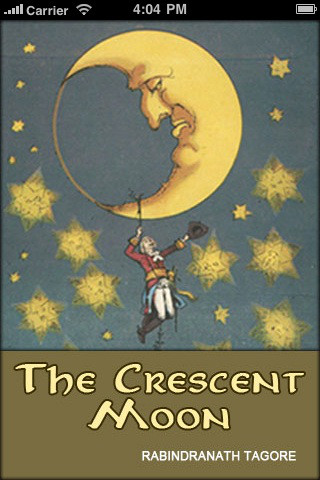 Carrier 4:04 PM
The Crescent
Moon
RABINDRANATH TAGORE